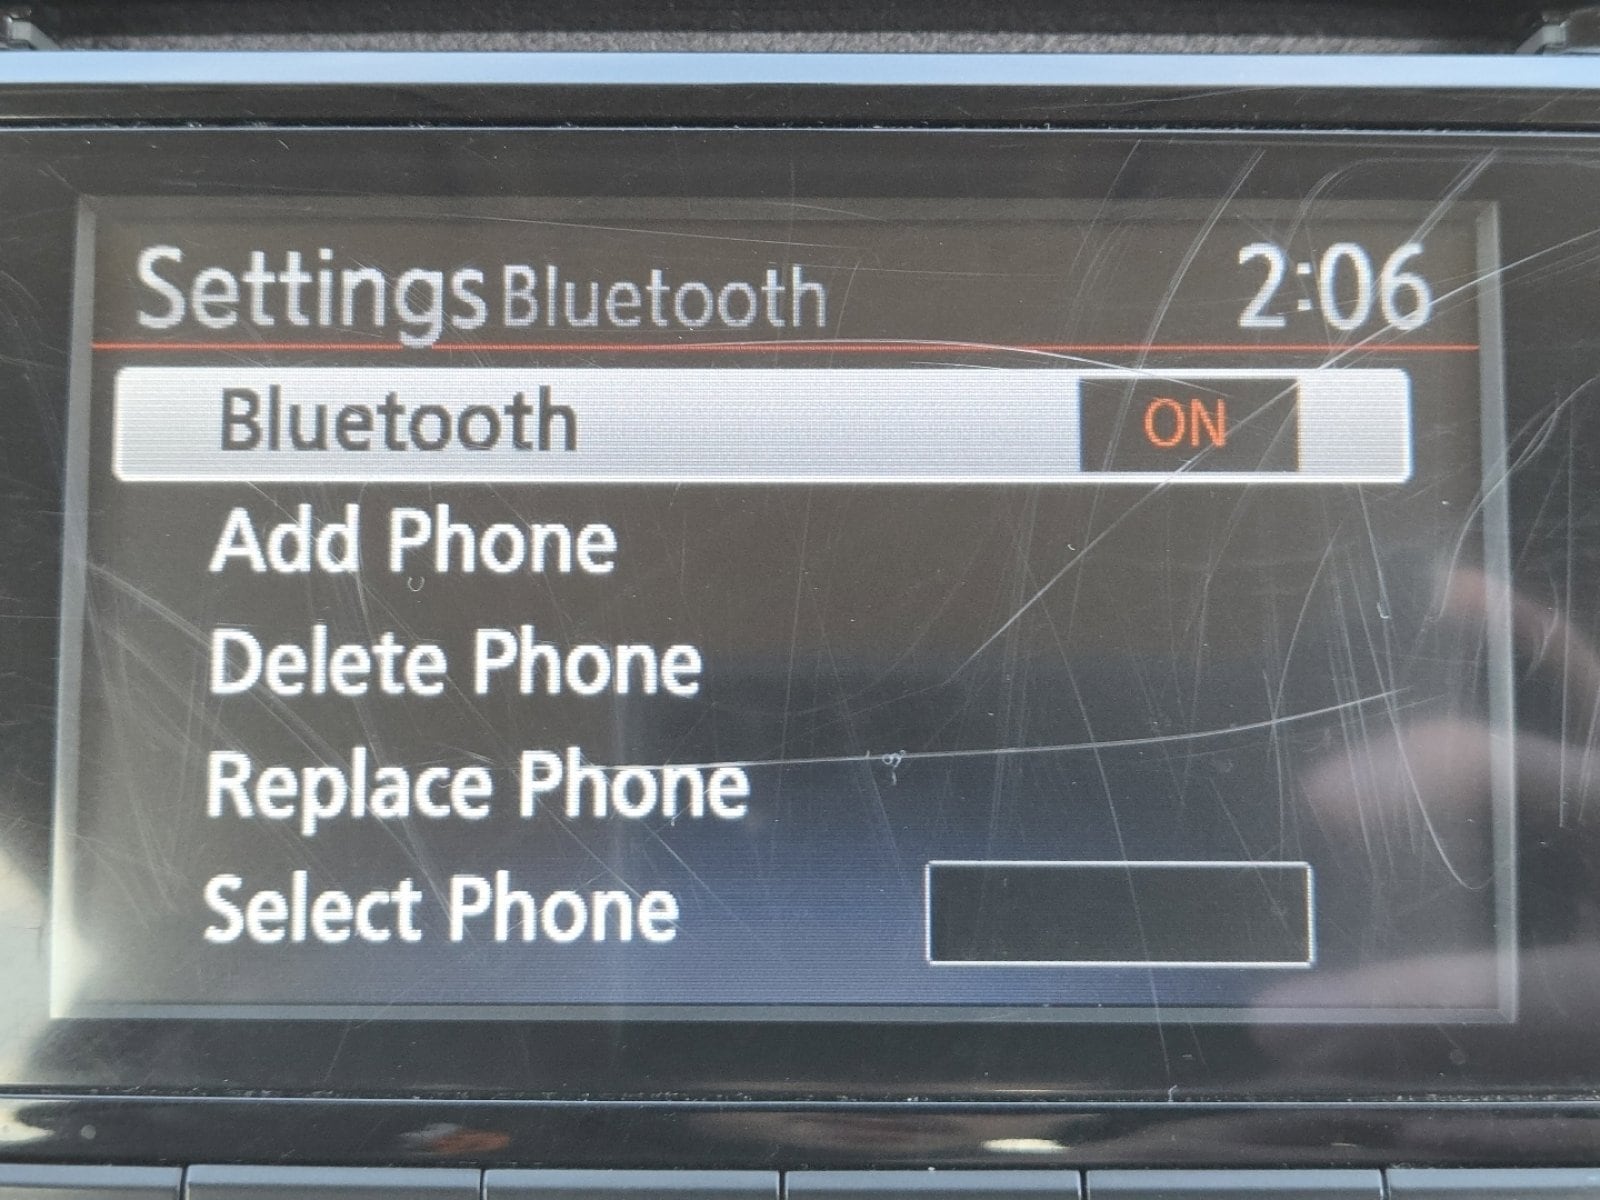 Settings Bluetooth 2:06
Bluetooth ON
Add Phone
Delete Phone
Replace Phone
Select Phone